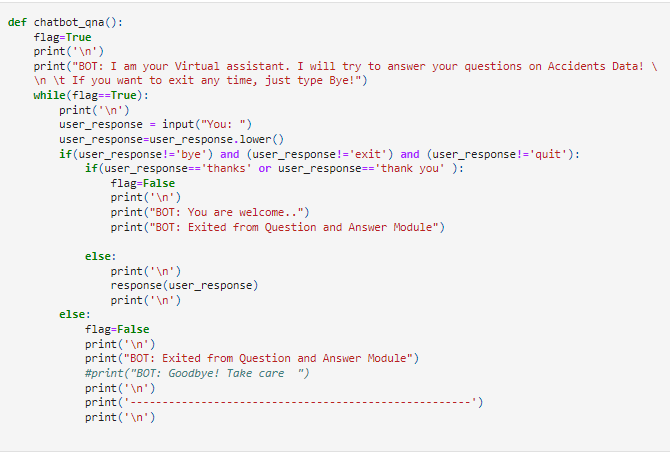 def chatbot_qna():
    flag=True
    print('\n')
    print("BOT: I am your Virtual assistant. I will try to answer your questions on Accidents Data! \
    \n \t If you want to exit any time, just type Bye!")
    while(flag==True):
        print('\n')
        user_response = input("You: ")
        user_response=user_response.lower()
        if(user_response!='bye') and (user_response!='exit') and (user_response!='quit'):
            if(user_response=='thanks' or user_response=='thank you' ):
                flag=False
                print('\n')
                print("BOT: You are welcome..")
                print("BOT: Exited from Question and Answer Module")

            else:
                print('\n')
                response(user_response)
                print('\n')
        else:
            flag=False
            print('\n')
            print("BOT: Exited from Question and Answer Module")
            #print("BOT: Goodbye! Take care  ")
            print('\n')
            print('-----------------------------------------------------')
            print('\n')